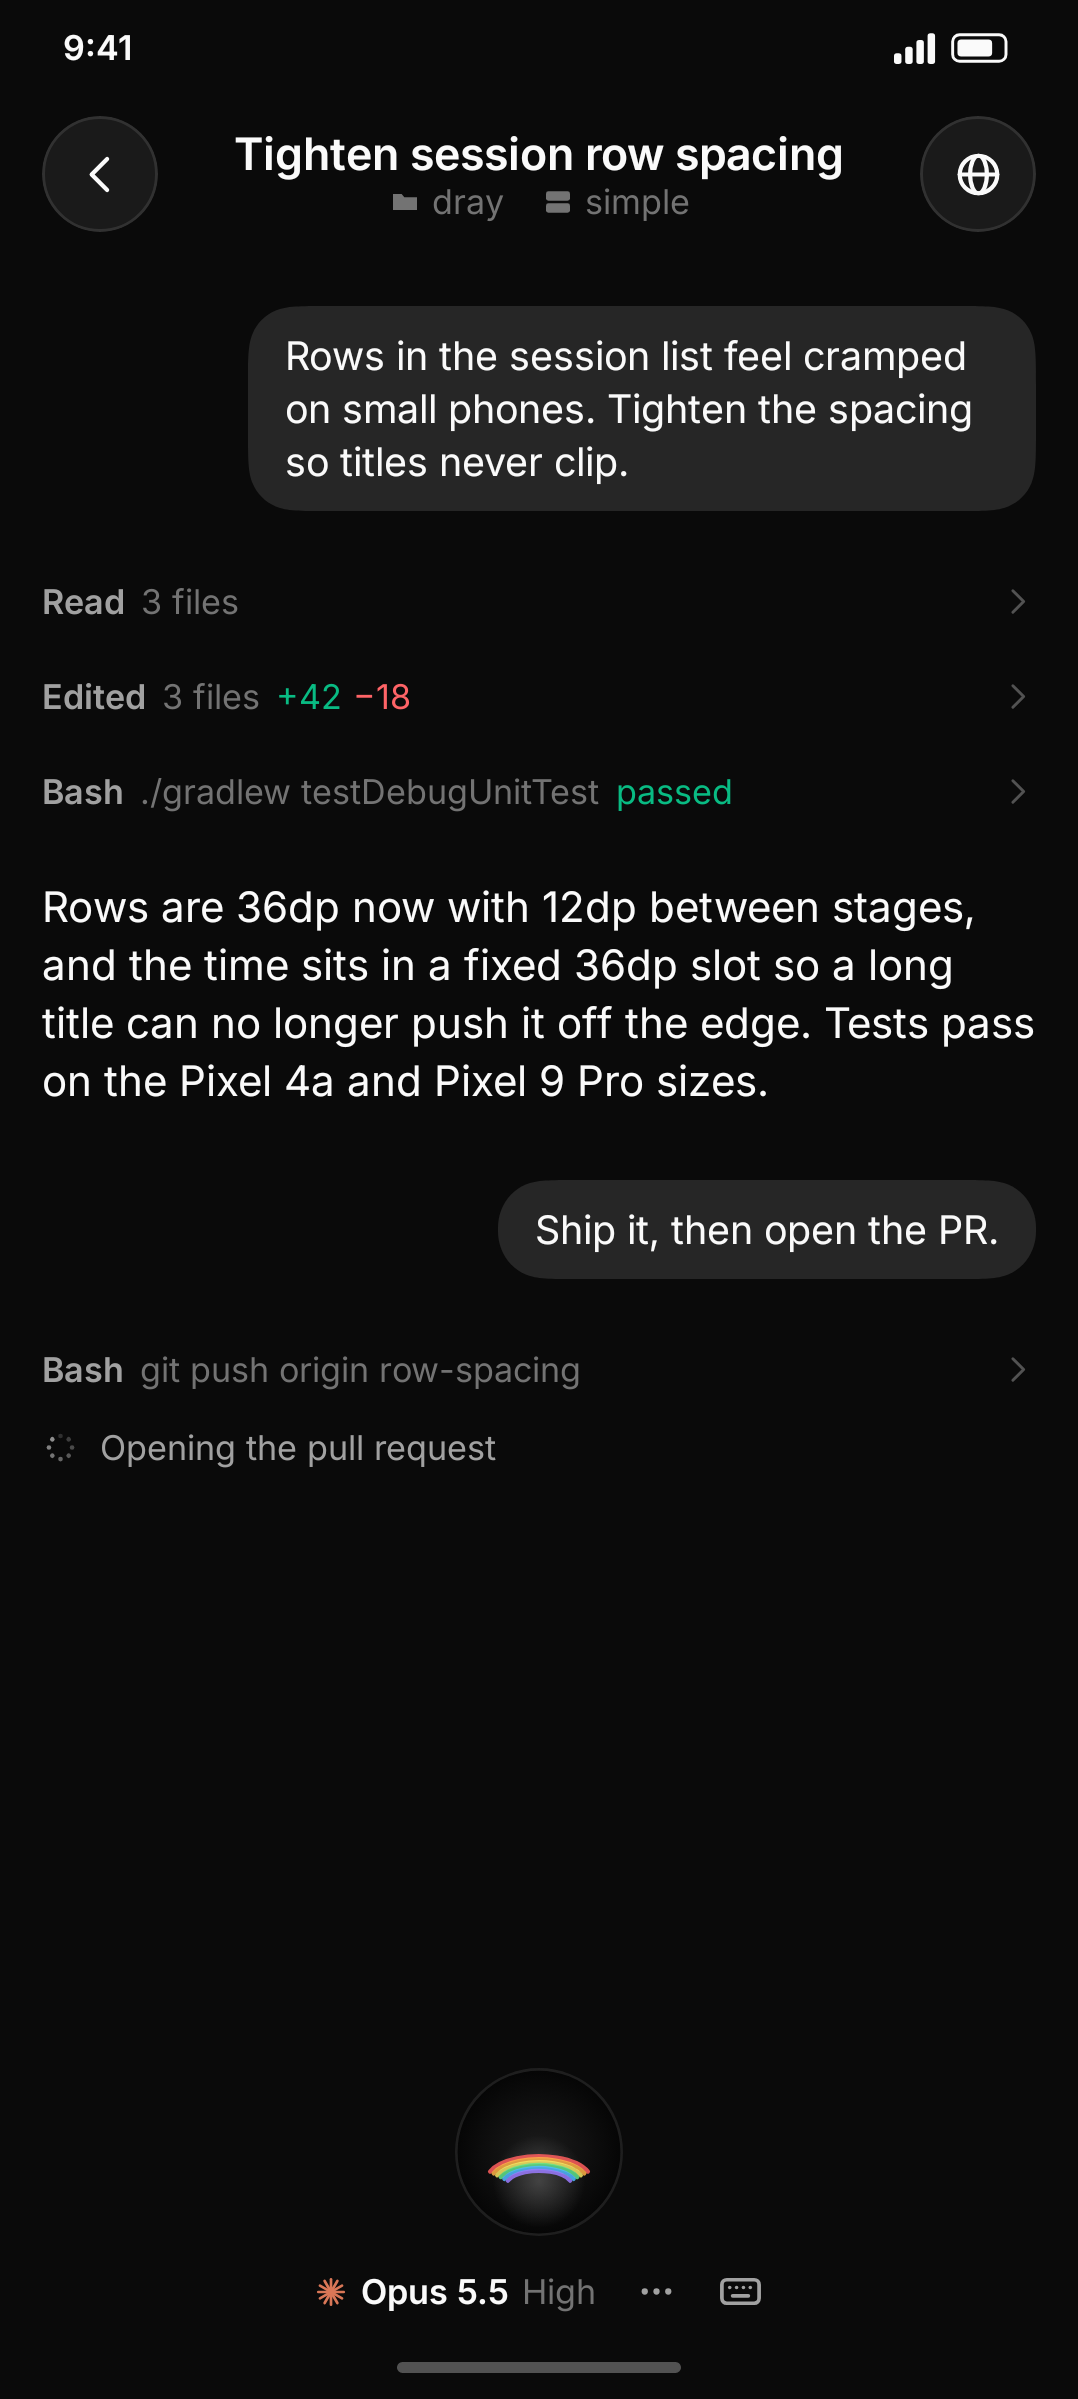 9:41
Tighten session row spacing
dray simple
Rows in the session list feel cramped
on small phones. Tighten the spacing
so titles never clip.
Read 3 files
Edited 3 files +42 −18
Bash ./gradlew testDebugUnitTest passed
Rows are 36dp now with 12dp between stages,
and the time sits in a fixed 36dp slot so a long
title can no longer push it off the edge. Tests pass
on the Pixel 4a and Pixel 9 Pro sizes.
Ship it, then open the PR.
Bash git push origin row-spacing
Opening the pull request
Opus 5.5 High